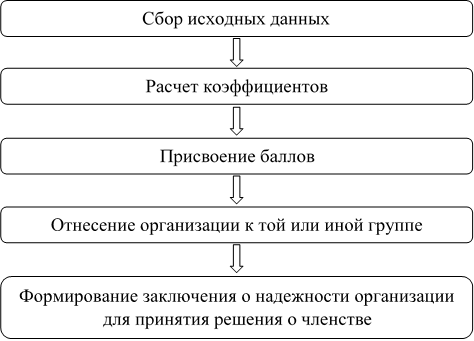 Сбор исходных данных
Расчет коэффициентов
Присвоение баллов
Отнесение организации к той или иной группе
Формирование заключения о надежности организации
для принятия решения о членстве